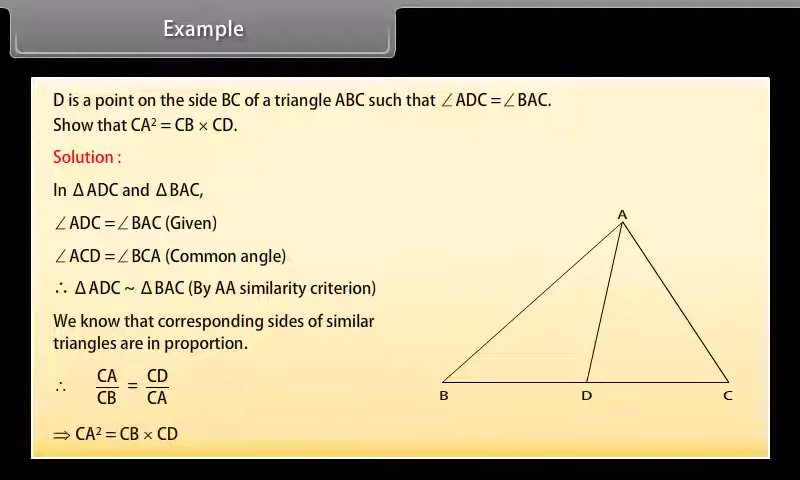 Example
D is a point on the side BC of a triangle ABC such that ∠ADC = ∠BAC.
Show that CA² = CB × CD.
Solution :
In ΔADC and ΔBAC,
∠ADC = ∠BAC (Given)
∠ACD = ∠BCA (Common angle)
∴ ΔADC ~ ΔBAC (By AA similarity criterion)
We know that corresponding sides of similar
triangles are in proportion.
∴ CA/CB = CD/CA
⇒ CA² = CB × CD
A
B D C